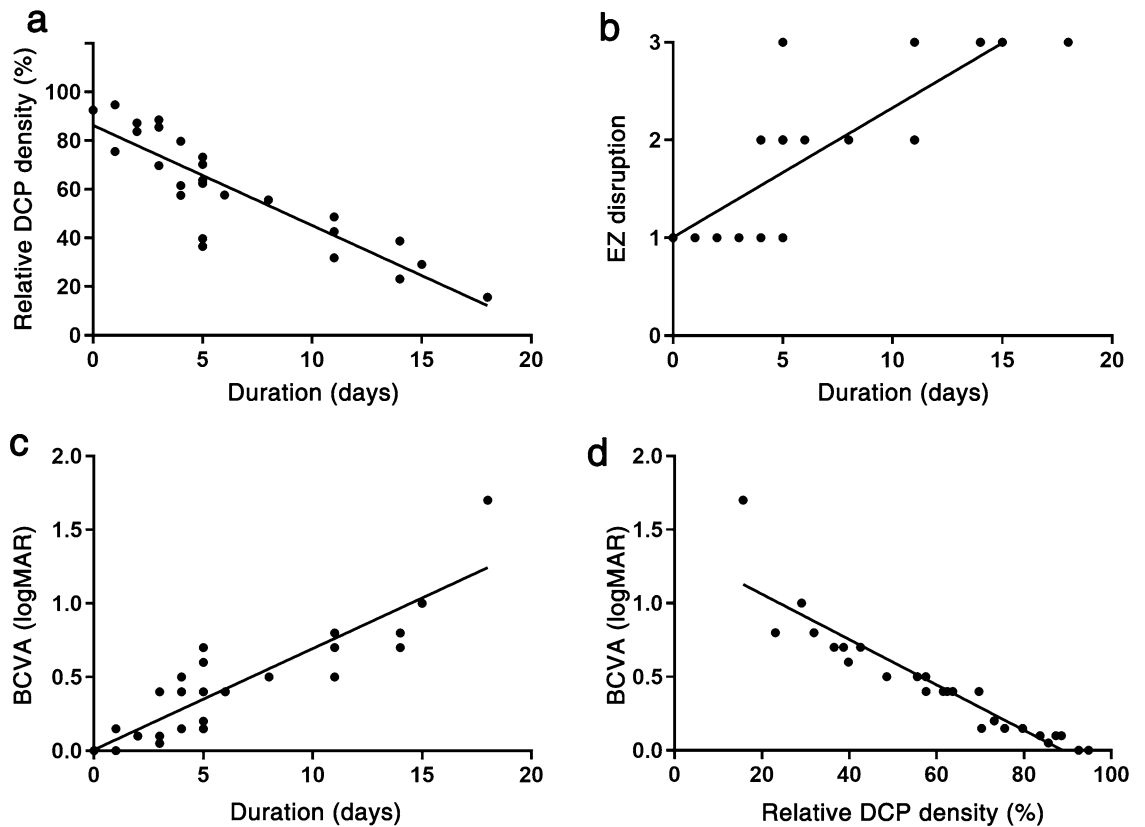 a
Relative DCP density (%)
100
80
60
40
20
0
0 5 10 15 20
Duration (days)
b
EZ disruption
3
2
1
0
0 5 10 15 20
Duration (days)
c
BCVA (logMAR)
2.0
1.5
1.0
0.5
0.0
0 5 10 15 20
Duration (days)
d
BCVA (logMAR)
2.0
1.5
1.0
0.5
0.0
0 20 40 60 80 100
Relative DCP density (%)